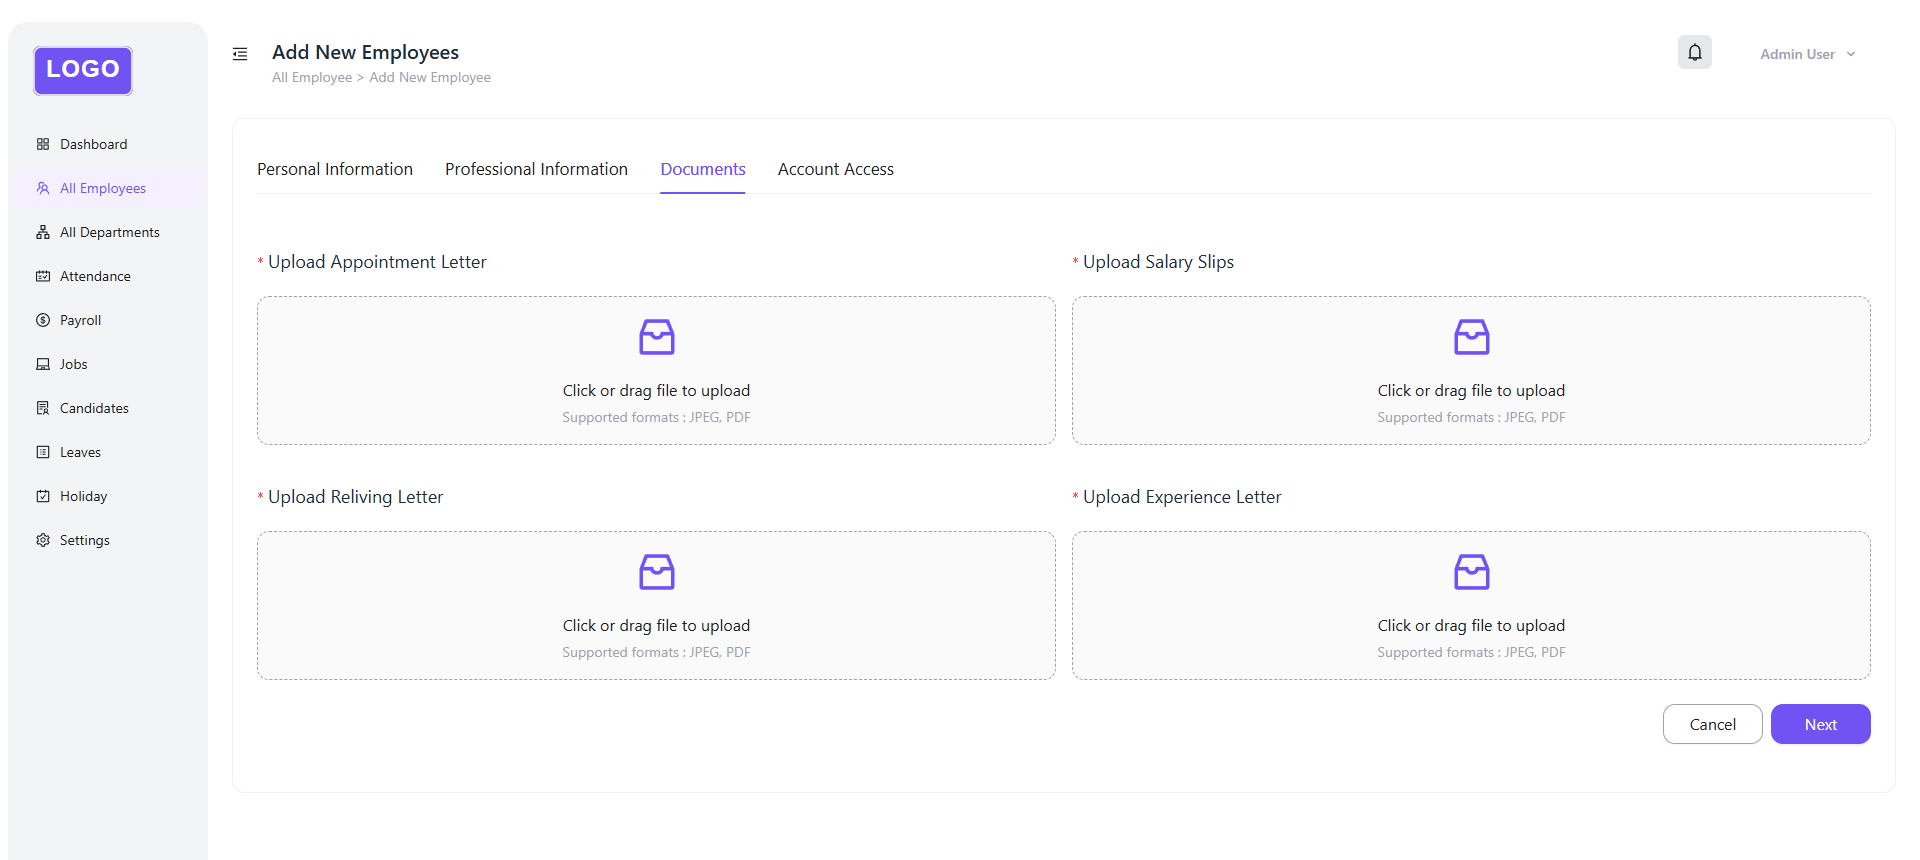 LOGO
Dashboard
All Employees
All Departments
Attendance
Payroll
Jobs
Candidates
Leaves
Holiday
Settings
Add New Employees
All Employee > Add New Employee
Admin User
Personal Information
Professional Information
Documents
Account Access
* Upload Appointment Letter
Click or drag file to upload
Supported formats : JPEG, PDF
* Upload Salary Slips
Click or drag file to upload
Supported formats : JPEG, PDF
* Upload Reliving Letter
Click or drag file to upload
Supported formats : JPEG, PDF
* Upload Experience Letter
Click or drag file to upload
Supported formats : JPEG, PDF
Cancel
Next